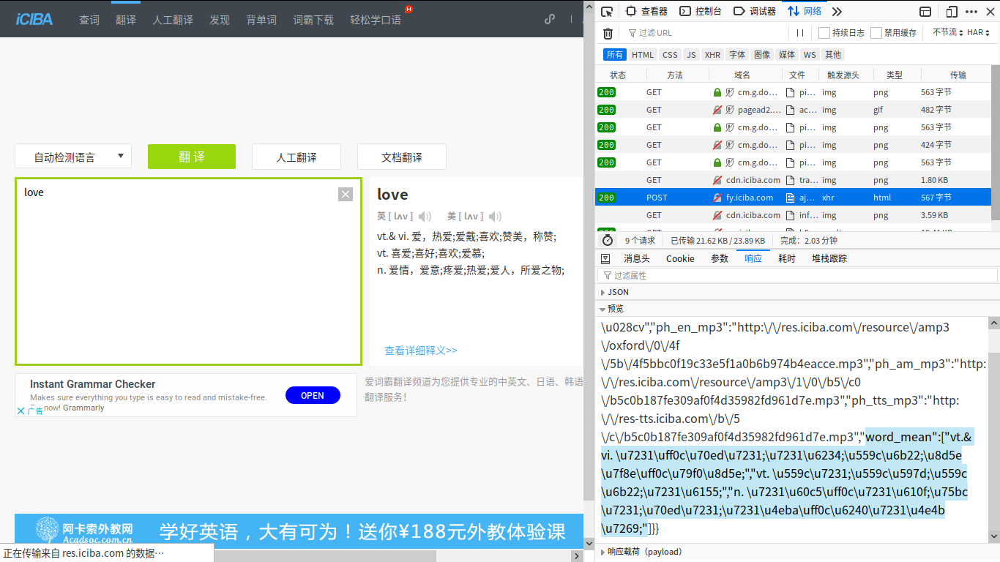 iCIBA 查词 翻译 人工翻译 发现 背单词 词霸下载 轻松学口语 H
自动检测语言 翻 译 人工翻译 文档翻译
love
love
英 [ lʌv ] 美 [ lʌv ]
vt.& vi. 爱，热爱;爱戴;喜欢;赞美，称赞;
vt. 喜爱;喜好;喜欢;爱慕;
n. 爱情，爱意;疼爱;热爱;爱人，所爱之物;
查看详细释义>>
Instant Grammar Checker
Makes sure everything you type is easy to read and mistake-free.
now! Grammarly
广告
OPEN
爱词霸翻译频道为您提供专业的中英文、日语、韩语
翻译服务！
阿卡索外教网
Acadsoc.com.cn
学好英语，大有可为！送你¥188元外教体验课
正在传输来自 res.iciba.com 的数据…
查看器 控制台 调试器 网络
过滤 URL 持续日志 禁用缓存 不节流 HAR
所有 HTML CSS JS XHR 字体 图像 媒体 WS 其他
状态 方法 域名 文件 触发源头 类型 传输
200 GET cm.g.do… pi… img png 563 字节
200 GET pagead2.… ac… img gif 482 字节
200 GET cm.g.do… pi… img png 563 字节
200 GET cm.g.do… pi… img png 424 字节
200 GET cm.g.do… pi… img png 563 字节
GET cdn.iciba.com tra… img png 1.80 KB
200 POST fy.iciba.com aj… xhr html 567 字节
GET cdn.iciba.com inf… img png 3.59 KB
9 个请求 已传输 21.62 KB / 23.89 KB 完成：2.03 分钟
消息头 Cookie 参数 响应 耗时 堆栈跟踪
过滤属性
JSON
预览
\u028cv","ph_en_mp3":"http:\/\/res.iciba.com\/resource\/amp3
\/oxford\/0\/4f
\/5b\/4f5bbc0f19c33e5f1a0b6b974b4eacce.mp3","ph_am_mp3":"http:
\/\/res.iciba.com\/resource\/amp3\/1\/0\/b5\/c0
\/b5c0b187fe309af0f4d35982fd961d7e.mp3","ph_tts_mp3":"http:
\/\/res-tts.iciba.com\/b\/5
\/c\/b5c0b187fe309af0f4d35982fd961d7e.mp3","word_mean":["vt.&
vi. \u7231\uff0c\u70ed\u7231;\u7231\u6234;\u559c\u6b22;\u8d5e
\u7f8e\uff0c\u79f0\u8d5e;","vt. \u559c\u7231;\u559c\u597d;\u559c
\u6b22;\u7231\u6155;","n. \u7231\u60c5\uff0c\u7231\u610f;\u75bc
\u7231;\u70ed\u7231;\u7231\u4eba\uff0c\u6240\u7231\u4e4b
\u7269;"]}}
响应载荷（payload）